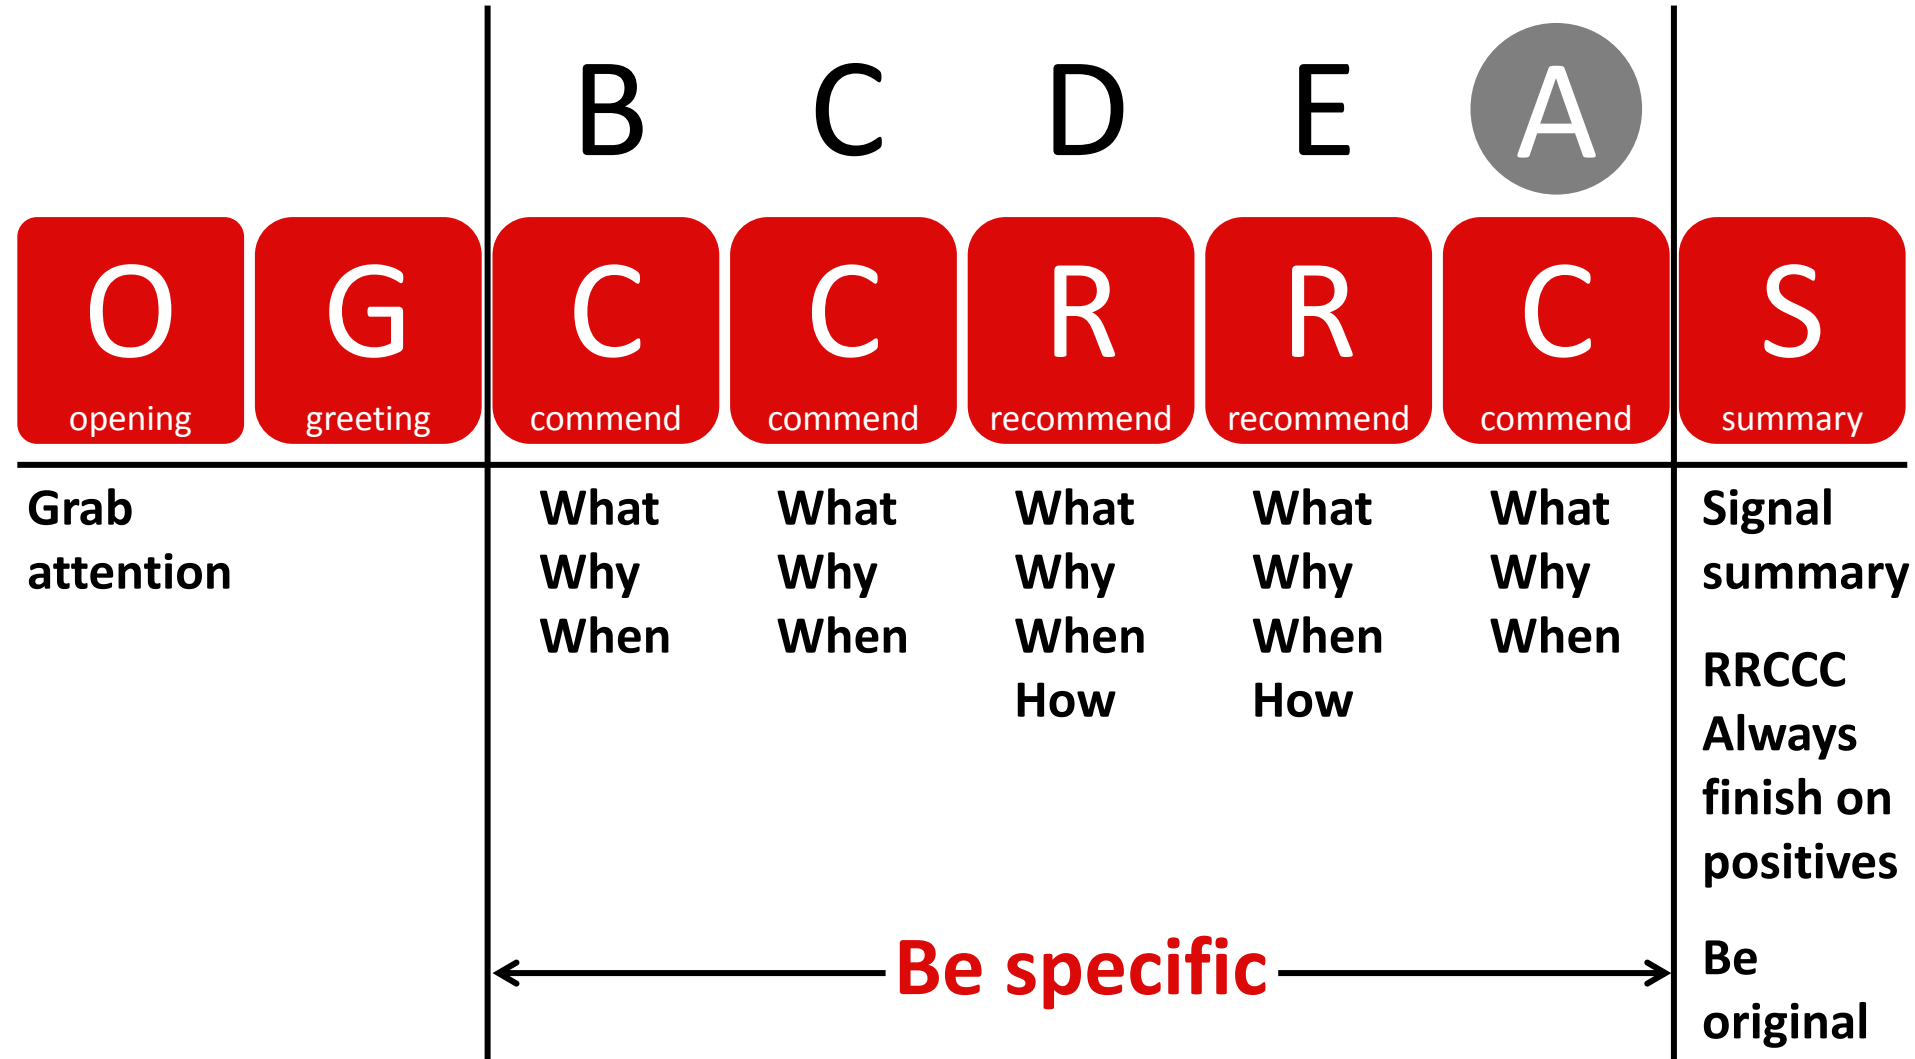 B C D E A
O G C C R R C S
opening greeting commend commend recommend recommend commend summary
Grab
attention
What
Why
When
What
Why
When
What
Why
When
How
What
Why
When
How
What
Why
When
Be specific
Signal
summary
RRCCC
Always
finish on
positives
Be
original